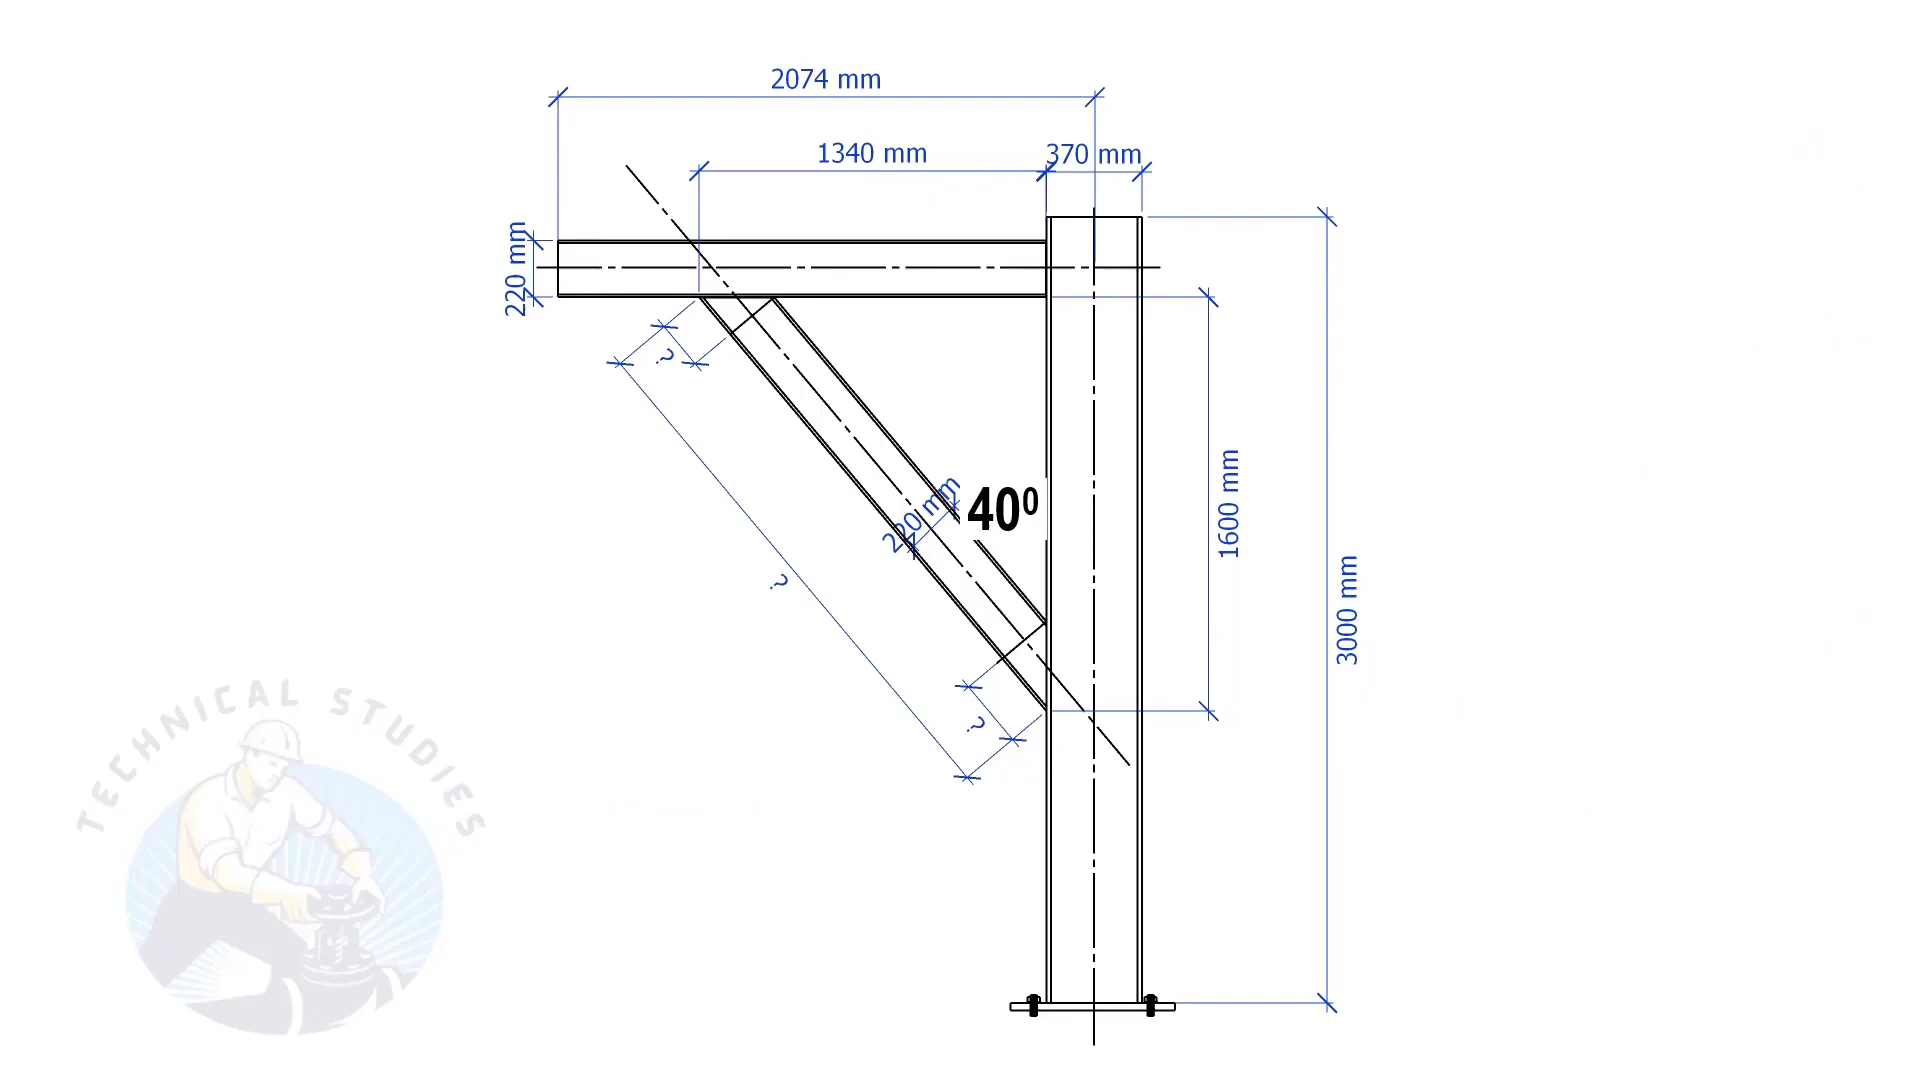 2074 mm
1340 mm
370 mm
220 mm
?
220 mm
40⁰
1600 mm
?
3000 mm
?
TECHNICAL STUDIES